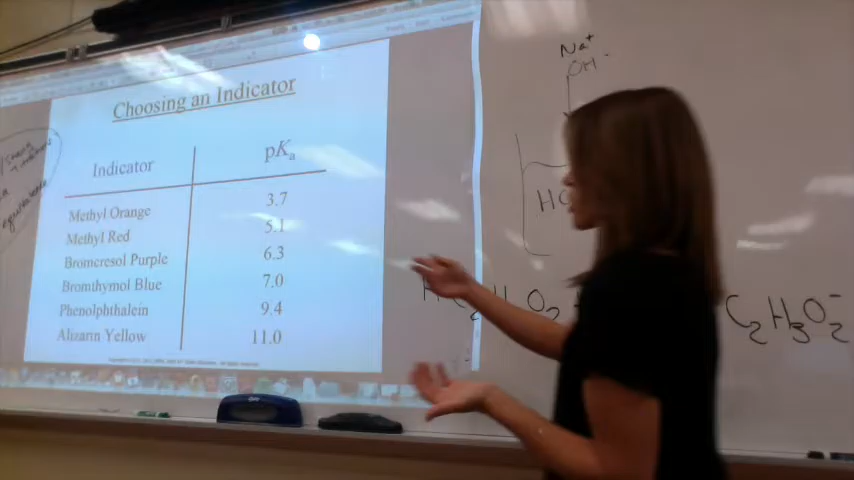 Choosing an Indicator
Indicator pKa
Methyl Orange 3.7
Methyl Red 5.1
Bromcresol Purple 6.3
Bromthymol Blue 7.0
Phenolphthalein 9.4
Alizarin Yellow 11.0
Na⁺
OH⁻
C₂H₃O₂⁻